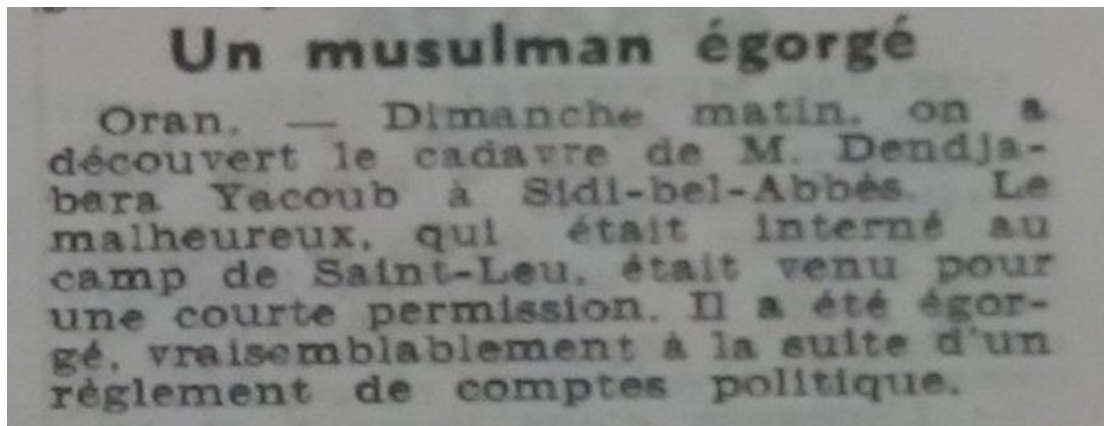 Un musulman égorgé
Oran. — Dimanche matin, on a
découvert le cadavre de M. Dendja-
bara Yacoub à Sidi-bel-Abbès. Le
malheureux, qui était interné au
camp de Saint-Leu, était venu pour
une courte permission. Il a été égor-
gé, vraisemblablement à la suite d'un
règlement de comptes politique.